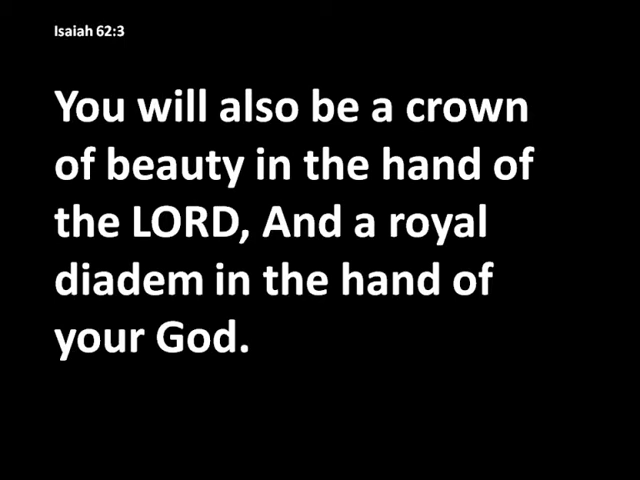 Isaiah 62:3
You will also be a crown
of beauty in the hand of
the LORD, And a royal
diadem in the hand of
your God.